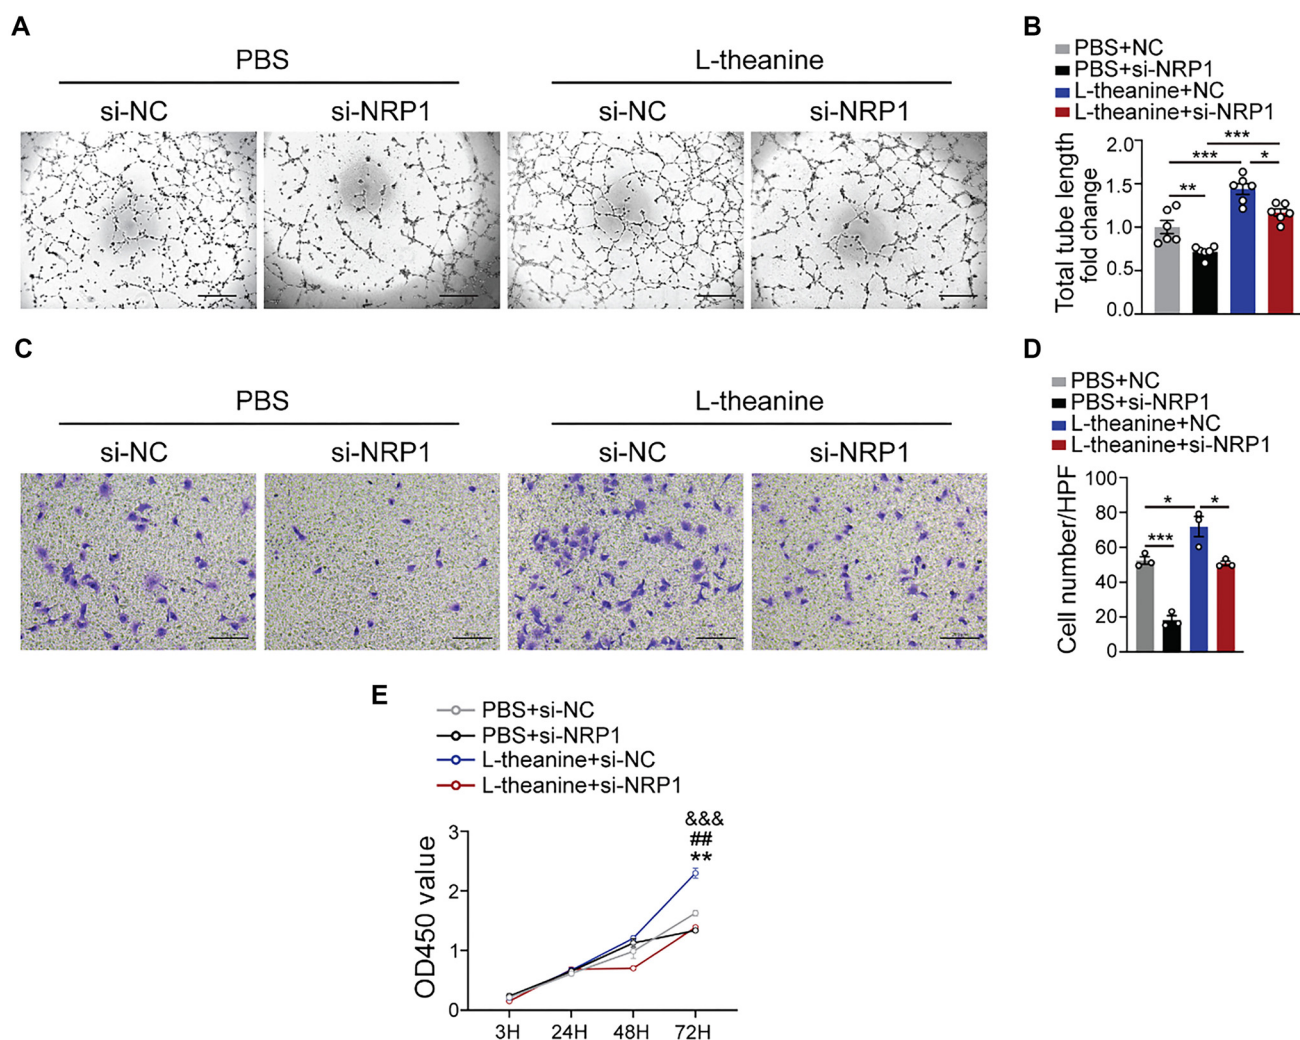 A
PBS
L-theanine
si-NC
si-NRP1
si-NC
si-NRP1
B
PBS+NC
PBS+si-NRP1
L-theanine+NC
L-theanine+si-NRP1
Total tube length
fold change
2.0
1.5
1.0
0.5
0.0
***
*** *
**
C
PBS
L-theanine
si-NC
si-NRP1
si-NC
si-NRP1
D
PBS+NC
PBS+si-NRP1
L-theanine+NC
L-theanine+si-NRP1
Cell number/HPF
100
80
60
40
20
0
* *
***
E
PBS+si-NC
PBS+si-NRP1
L-theanine+si-NC
L-theanine+si-NRP1
OD450 value
3
2
1
0
&&&
##
**
3H 24H 48H 72H